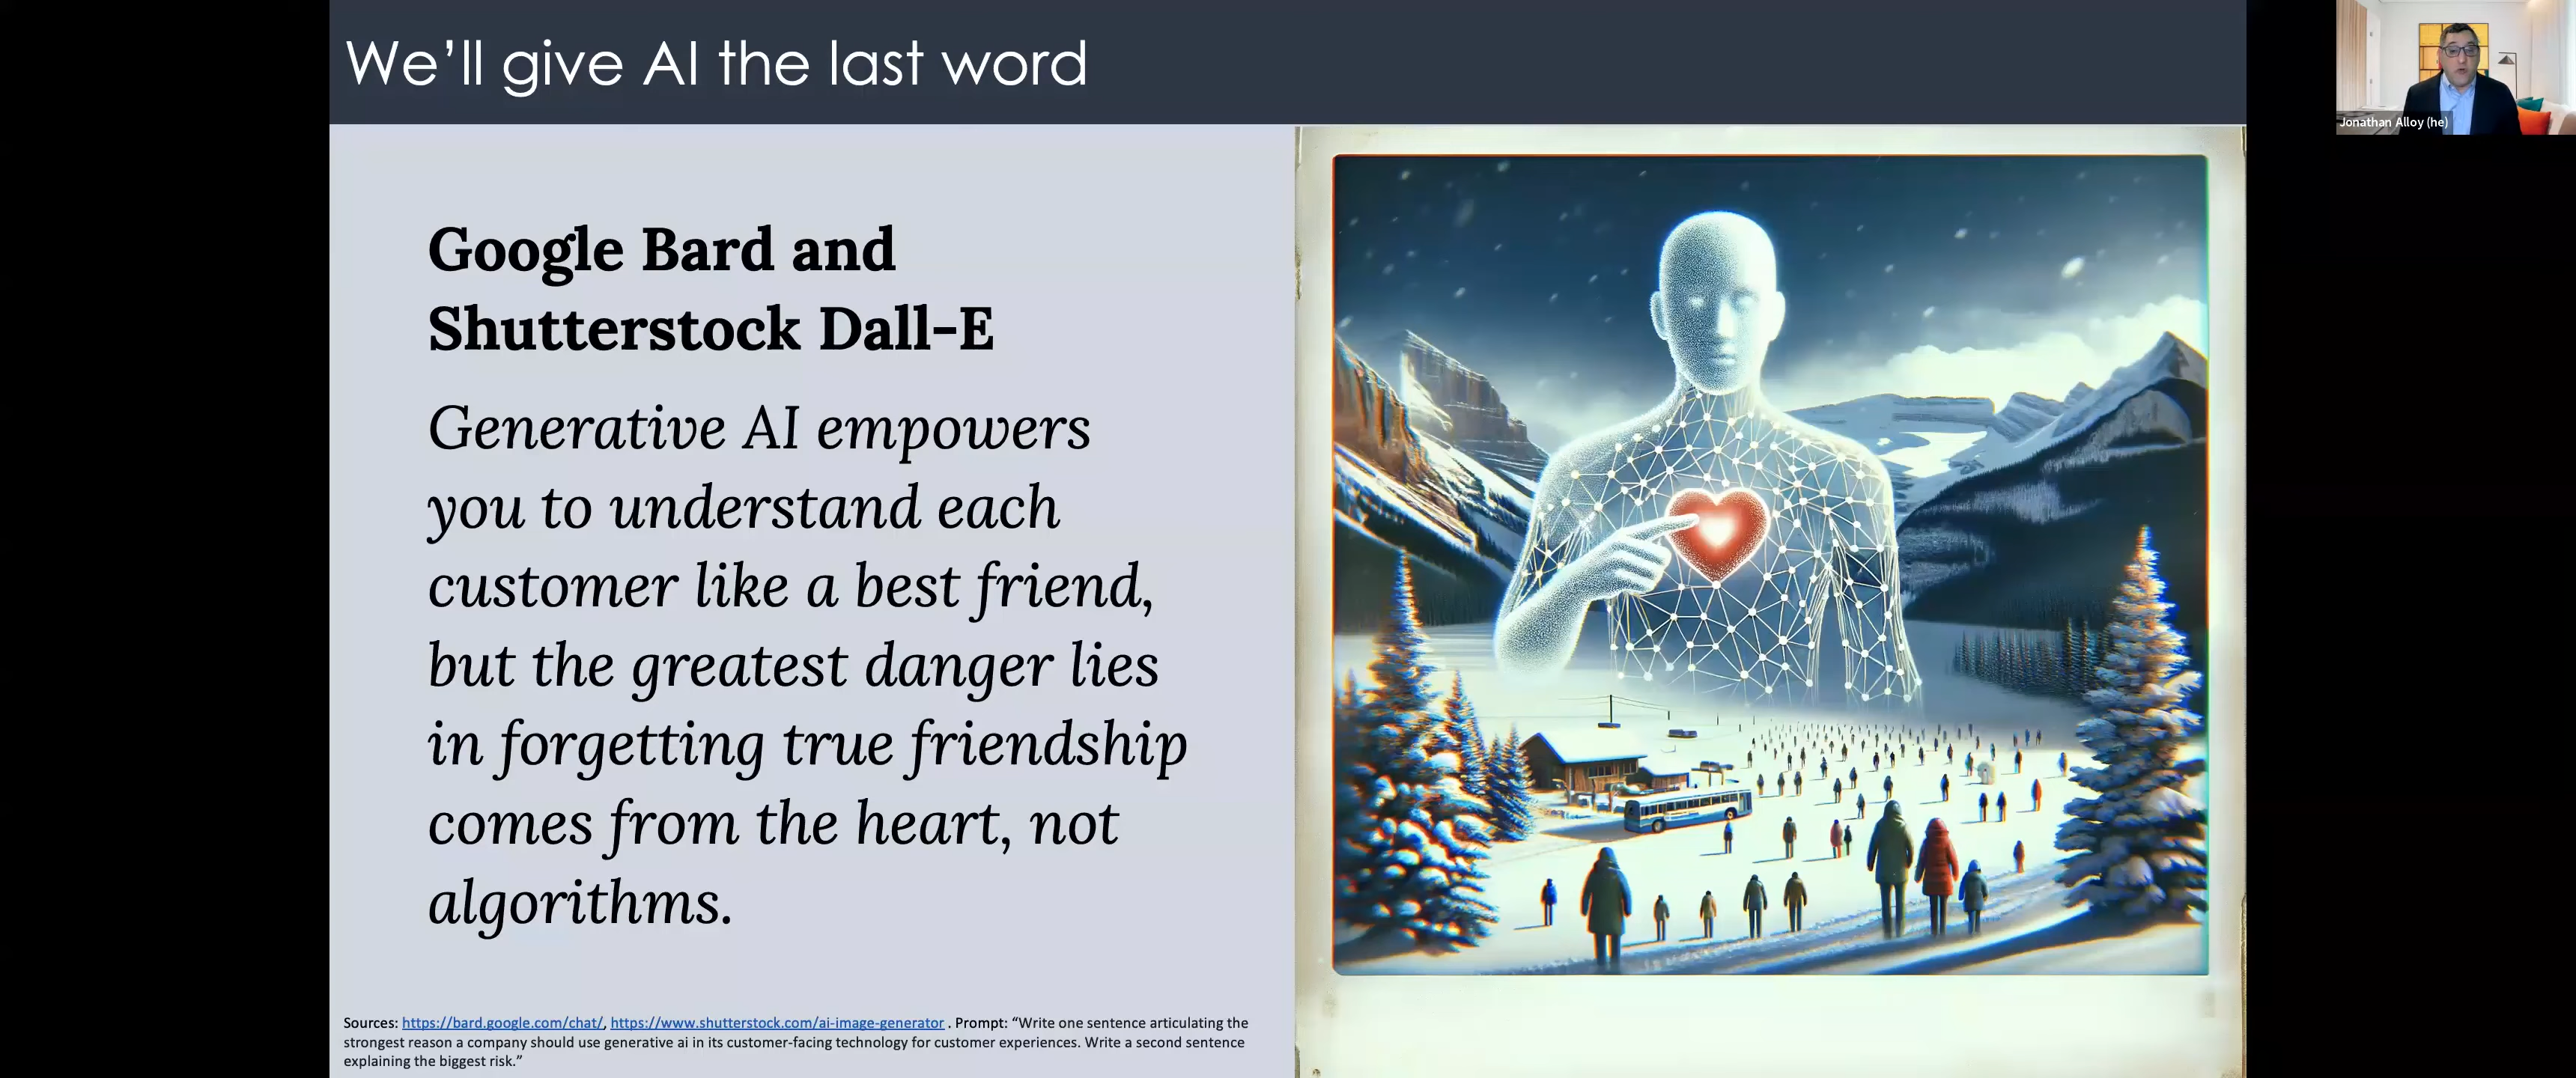 We'll give AI the last word
Jonathan Alloy (he)
Google Bard and
Shutterstock Dall-E
Generative AI empowers
you to understand each
customer like a best friend,
but the greatest danger lies
in forgetting true friendship
comes from the heart, not
algorithms.
Sources: https://bard.google.com/chat/, https://www.shutterstock.com/ai-image-generator . Prompt: “Write one sentence articulating the
strongest reason a company should use generative ai in its customer-facing technology for customer experiences. Write a second sentence
explaining the biggest risk.”